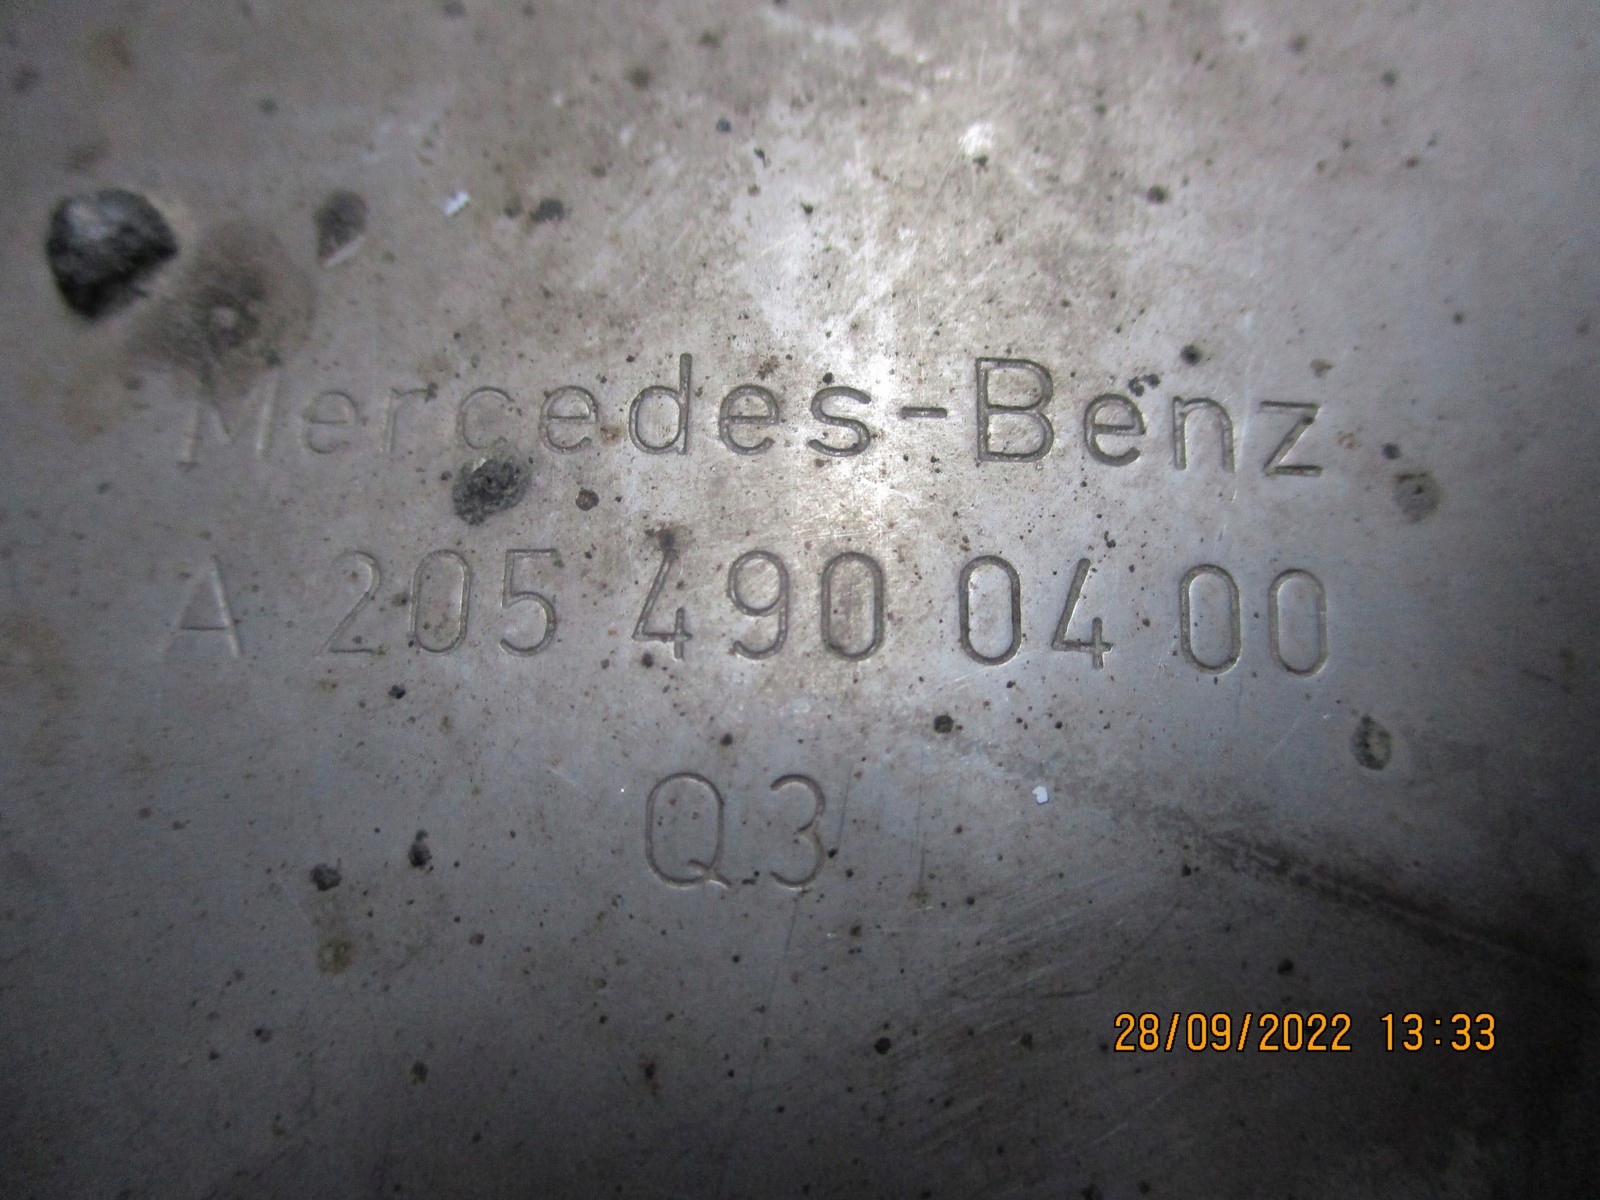 Mercedes-Benz
A 205 490 04 00
Q3
28/09/2022 13:33